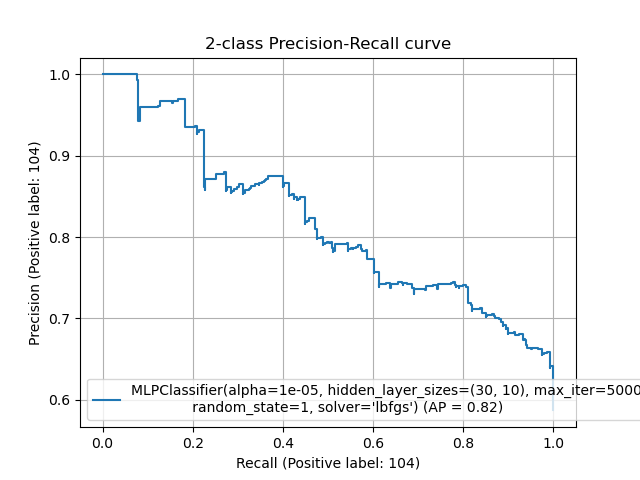 2-class Precision-Recall curve
1.0
0.9
0.8
0.7
0.6
Precision (Positive label: 104)
MLPClassifier(alpha=1e-05, hidden_layer_sizes=(30, 10), max_iter=5000
random_state=1, solver='lbfgs') (AP = 0.82)
0.0 0.2 0.4 0.6 0.8 1.0
Recall (Positive label: 104)